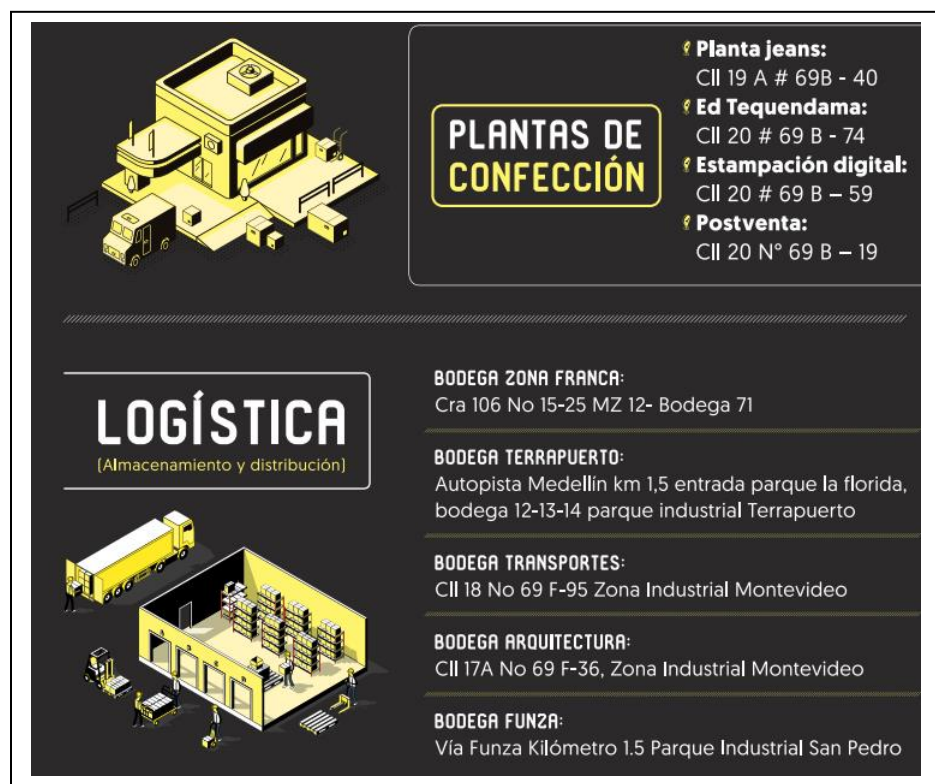 PLANTAS DE
CONFECCIÓN
Planta jeans:
Cll 19 A # 69B - 40
Ed Tequendama:
Cll 20 # 69 B - 74
Estampación digital:
Cll 20 # 69 B – 59
Postventa:
Cll 20 N° 69 B – 19
LOGÍSTICA
(Almacenamiento y distribución)
BODEGA ZONA FRANCA:
Cra 106 No 15-25 MZ 12- Bodega 71
BODEGA TERRAPUERTO:
Autopista Medellín km 1,5 entrada parque la florida,
bodega 12-13-14 parque industrial Terrapuerto
BODEGA TRANSPORTES:
Cll 18 No 69 F-95 Zona Industrial Montevideo
BODEGA ARQUITECTURA:
Cll 17A No 69 F-36, Zona Industrial Montevideo
BODEGA FUNZA:
Vía Funza Kilómetro 1.5 Parque Industrial San Pedro